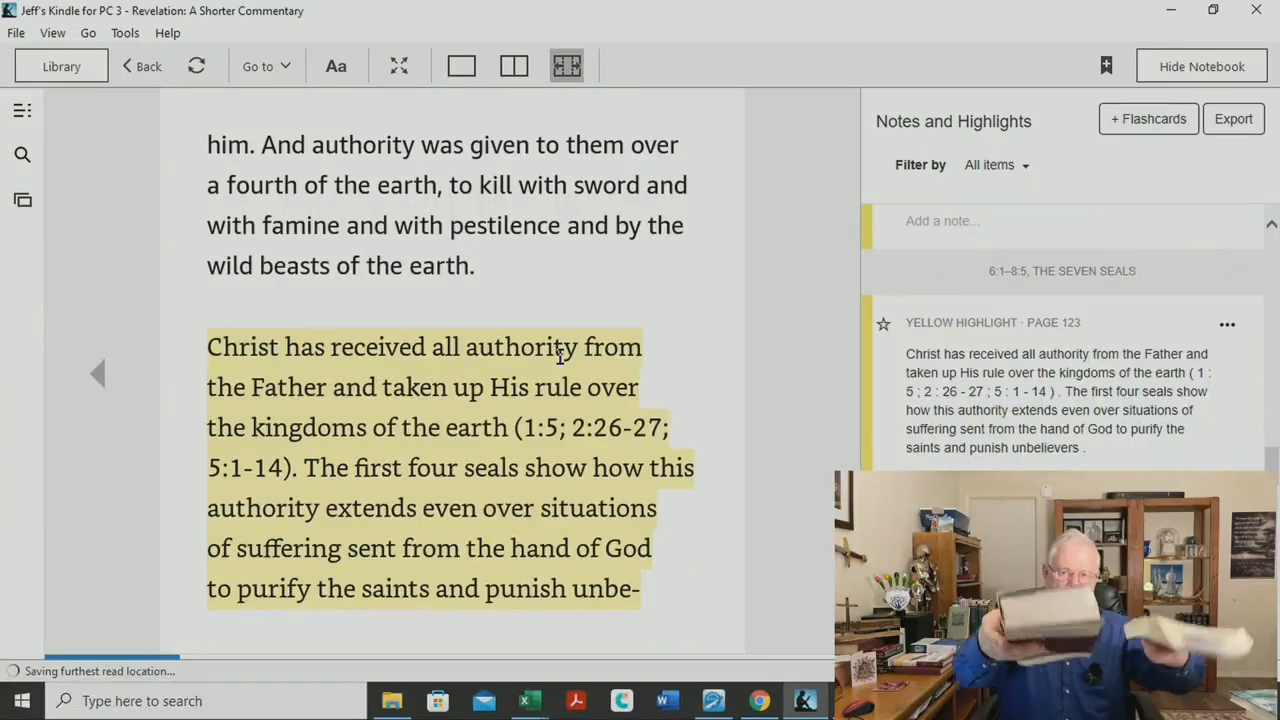 Jeff's Kindle for PC 3 - Revelation: A Shorter Commentary
File View Go Tools Help
Library
Back
Go to
Aa
Hide Notebook
him. And authority was given to them over
a fourth of the earth, to kill with sword and
with famine and with pestilence and by the
wild beasts of the earth.
Christ has received all authority from
the Father and taken up His rule over
the kingdoms of the earth (1:5; 2:26-27;
5:1-14). The first four seals show how this
authority extends even over situations
of suffering sent from the hand of God
to purify the saints and punish unbe-
Notes and Highlights
+ Flashcards
Export
Filter by
All items
Add a note...
6:1–8:5, THE SEVEN SEALS
YELLOW HIGHLIGHT · PAGE 123
Christ has received all authority from the Father and
taken up His rule over the kingdoms of the earth ( 1 :
5 ; 2 : 26 - 27 ; 5 : 1 - 14 ) . The first four seals show
how this authority extends even over situations of
suffering sent from the hand of God to purify the
saints and punish unbelievers .
Saving furthest read location...
Type here to search